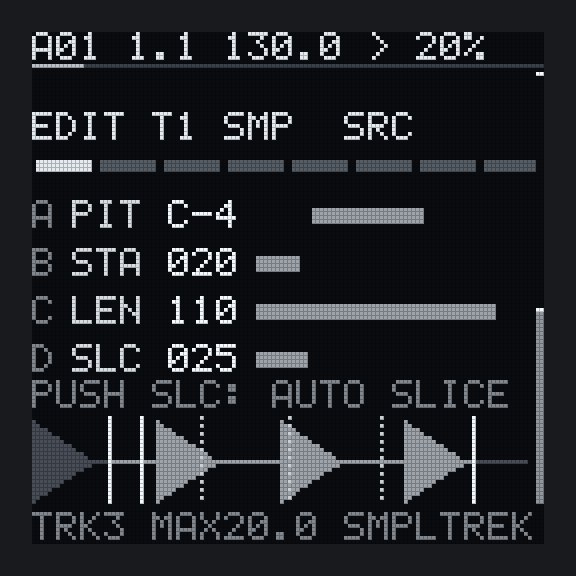 A01 1.1 130.0 > 20%
EDIT T1 SMP SRC
A PIT C-4
B STA 020
C LEN 110
D SLC 025
PUSH SLC: AUTO SLICE
TRK3 MAX20.0 SMPLTREK